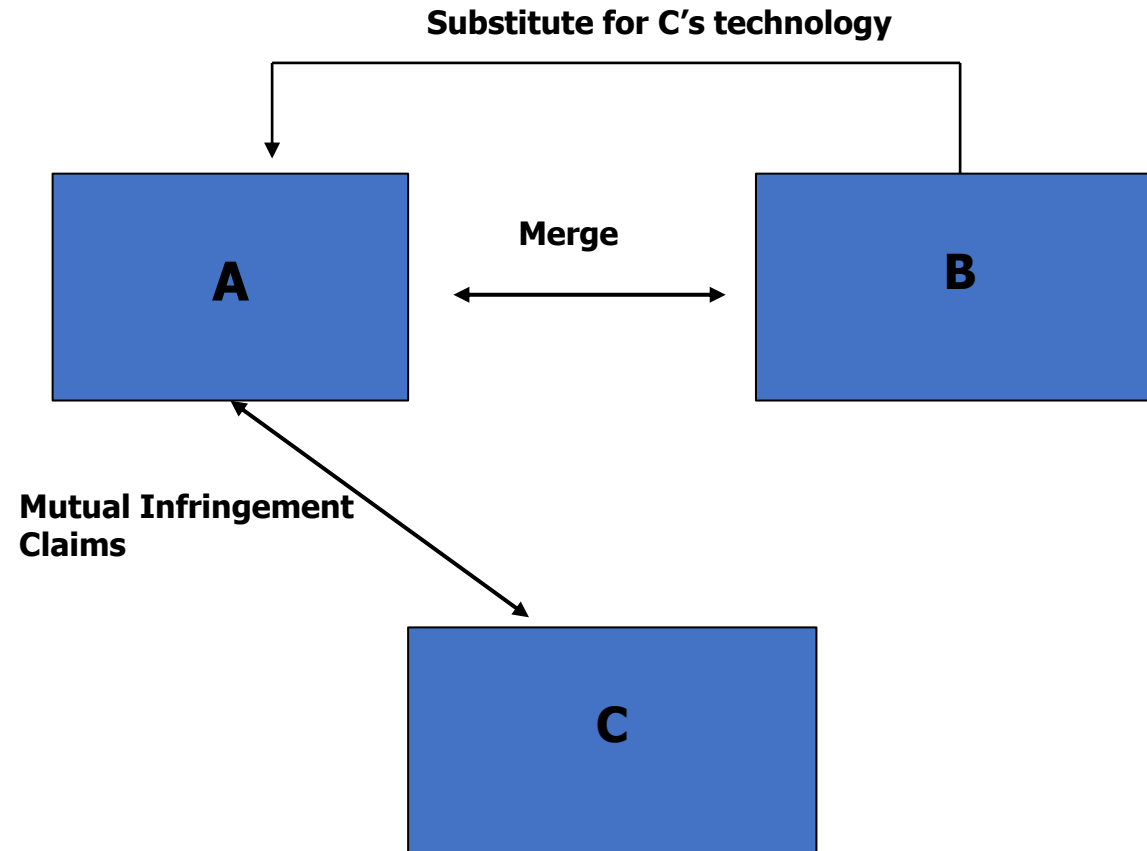 Substitute for C’s technology
Merge
A
B
Mutual Infringement
Claims
C